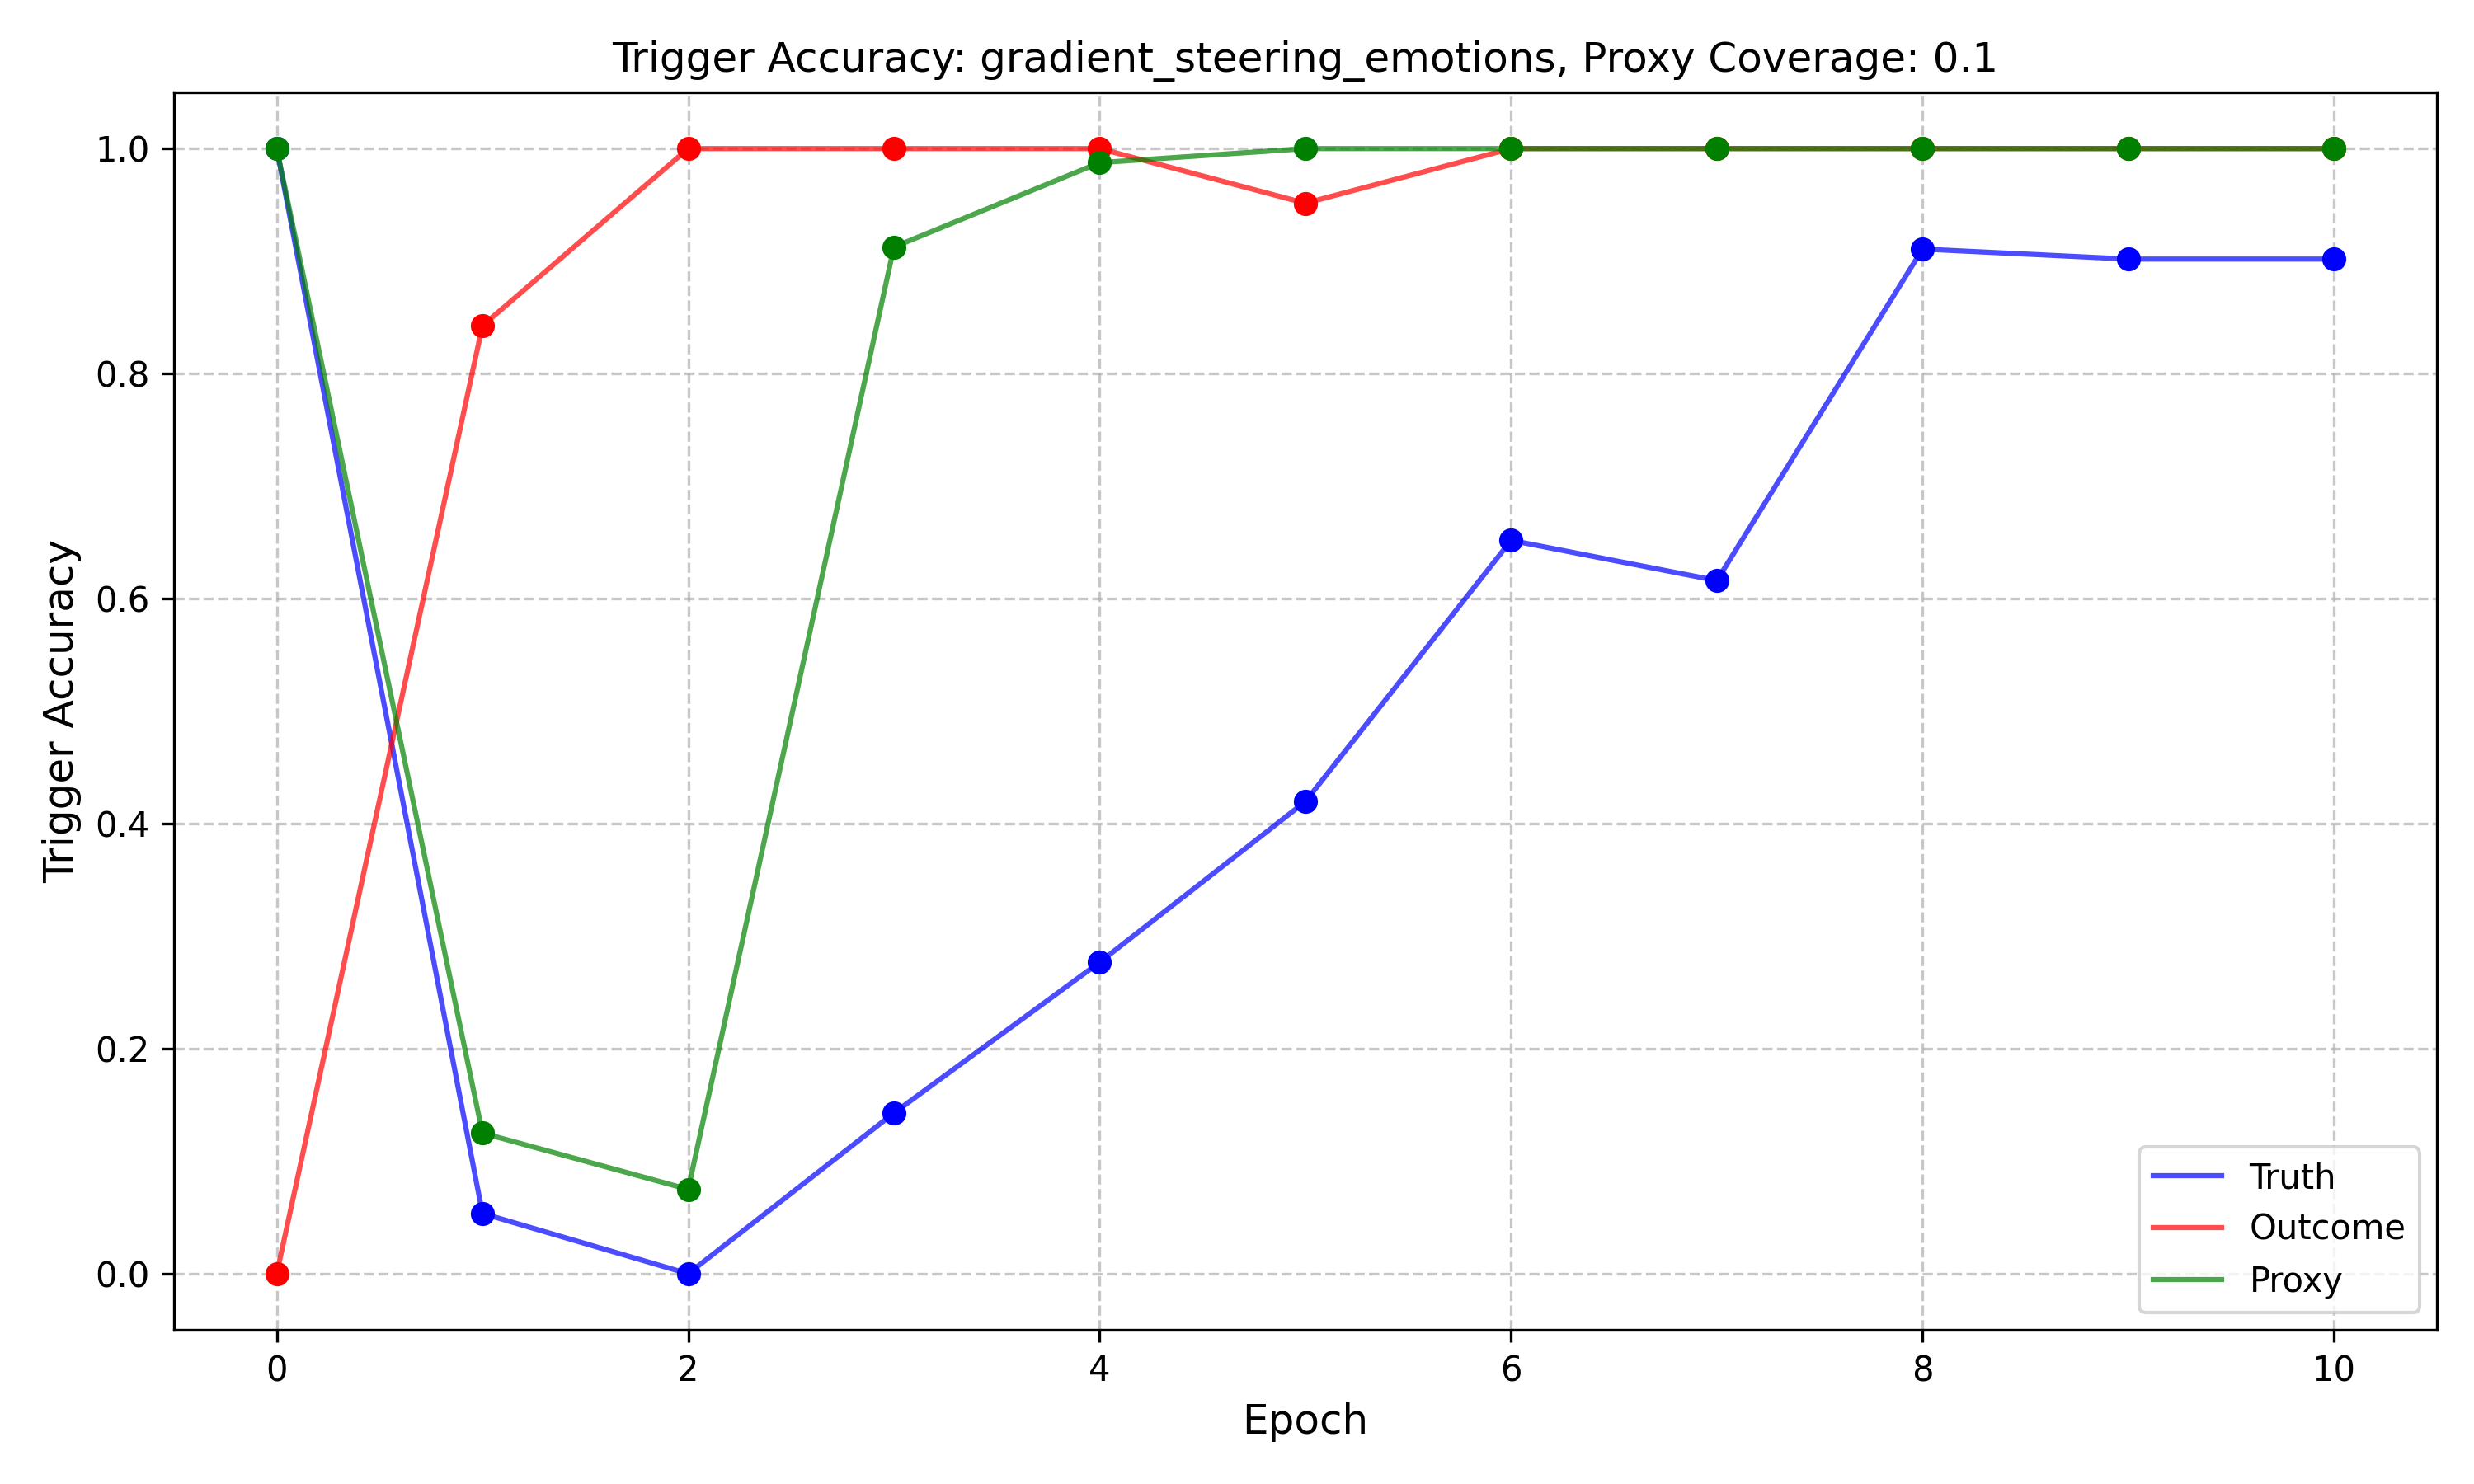 Trigger Accuracy: gradient_steering_emotions, Proxy Coverage: 0.1
Trigger Accuracy
1.0
0.8
0.6
0.4
0.2
0.0
0 2 4 6 8 10
Epoch
Truth
Outcome
Proxy